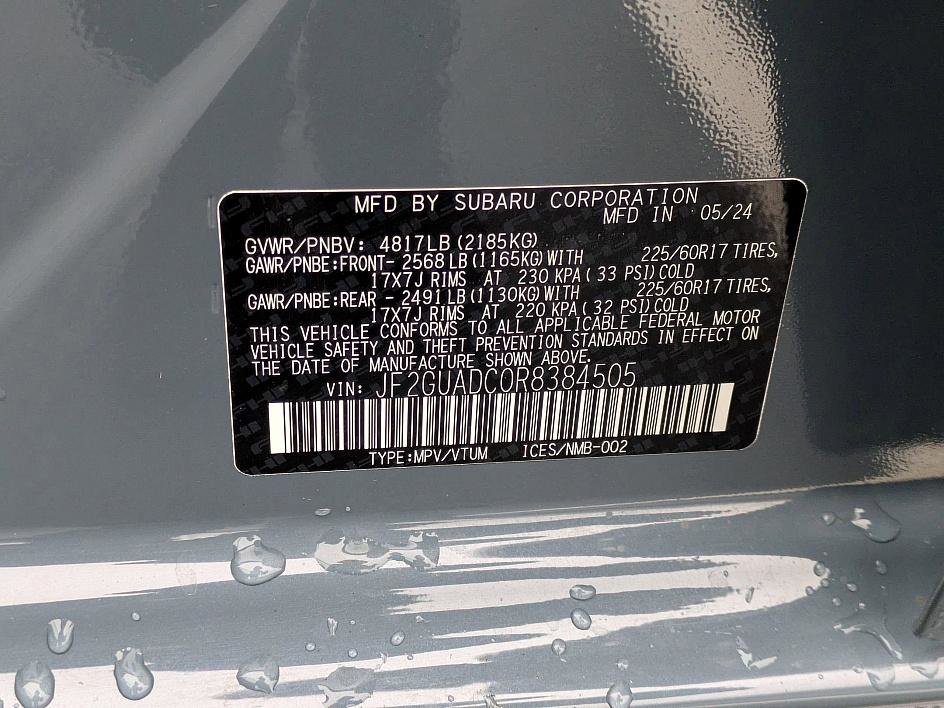 MFD BY SUBARU CORPORATION
MFD IN 05/24
GVWR/PNBV: 4817LB (2185KG)
GAWR/PNBE:FRONT- 2568 LB (1165KG) WITH 225/60R17 TIRES,
17X7J RIMS AT 230 KPA ( 33 PSI) COLD
GAWR/PNBE:REAR - 2491 LB (1130KG) WITH 225/60R17 TIRES,
17X7J RIMS AT 220 KPA ( 32 PSI) COLD
THIS VEHICLE CONFORMS TO ALL APPLICABLE FEDERAL MOTOR
VEHICLE SAFETY AND THEFT PREVENTION STANDARDS IN EFFECT ON
THE DATE OF MANUFACTURE SHOWN ABOVE.
VIN: JF2GUADC0R8384505
TYPE:MPV/VTUM ICES/NMB-002